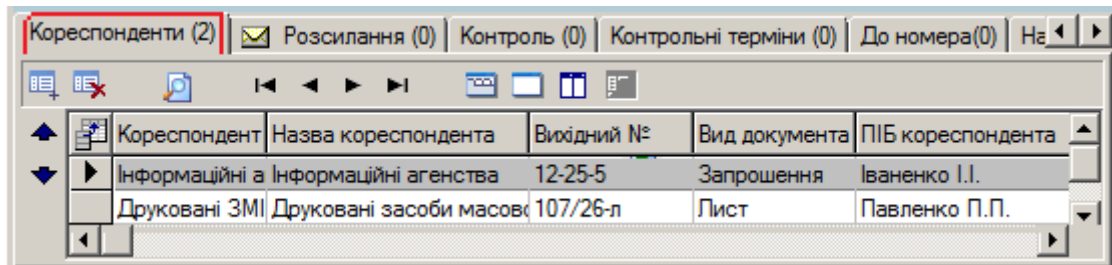 Кореспонденти (2) Розсилання (0) Контроль (0) Контрольні терміни (0) До номера(0) На
Кореспондент Назва кореспондента Вихідний № Вид документа ПІБ кореспондента
Інформаційні а Інформаційні агенства 12-25-5 Запрошення Іваненко І.І.
Друковані ЗМІ Друковані засоби масово 107/26-л Лист Павленко П.П.